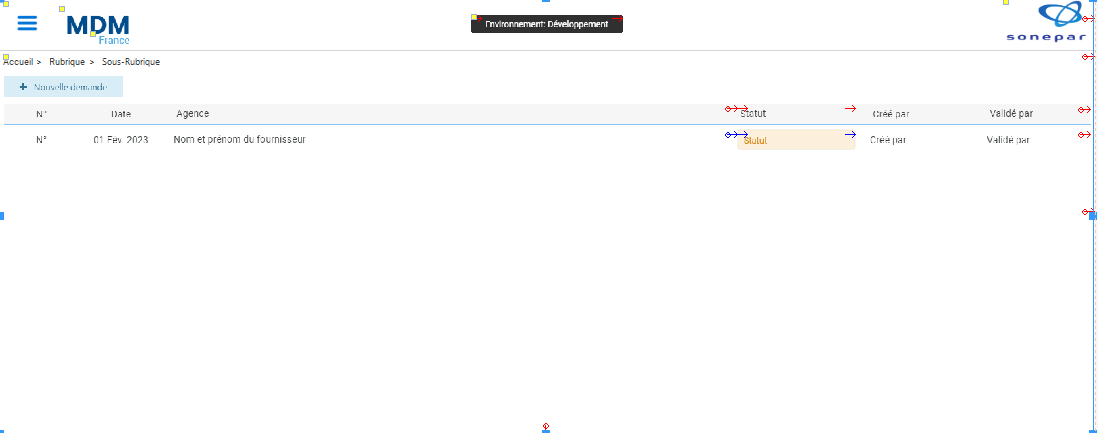 MDM
France
Environnement: Développement
sonepar
Accueil > Rubrique > Sous-Rubrique
+ Nouvelle demande
N° Date Agence Statut Créé par Validé par
N° 01 Fév. 2023 Nom et prénom du fournisseur Statut Créé par Validé par